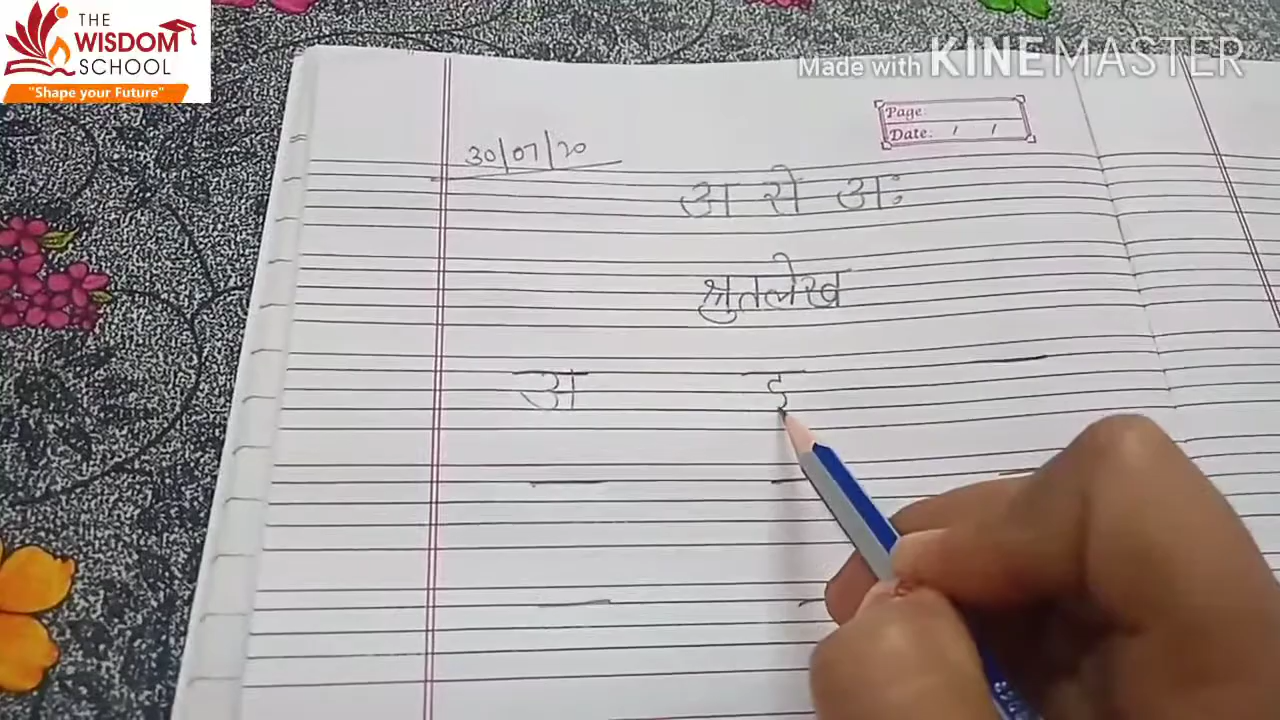 THE
WISDOM
SCHOOL
"Shape your Future"
Made with KINEMASTER
Page:
Date: / /
30/07/20
अ से अः
श्रुतलेख
अ इ